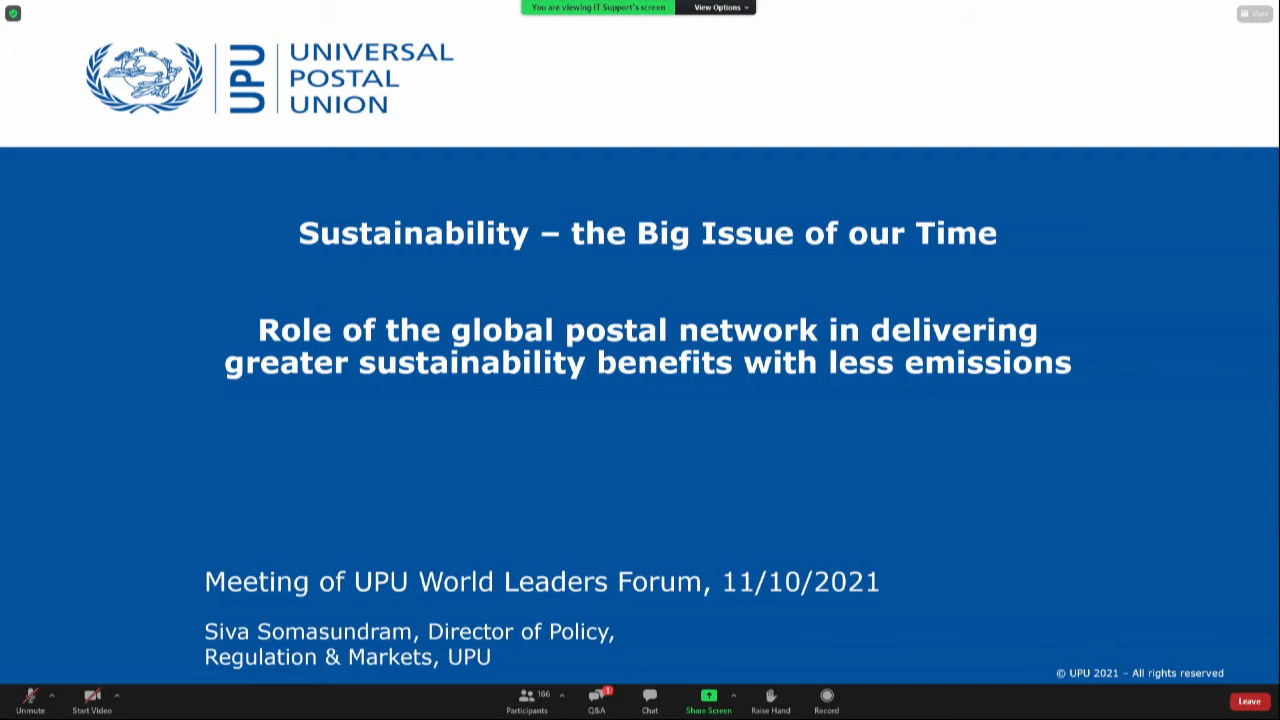 You are viewing IT Support's screen
View Options
View
UPU
UNIVERSAL
POSTAL
UNION
Sustainability – the Big Issue of our Time
Role of the global postal network in delivering
greater sustainability benefits with less emissions
Meeting of UPU World Leaders Forum, 11/10/2021
Siva Somasundram, Director of Policy,
Regulation & Markets, UPU
© UPU 2021 – All rights reserved
Unmute
Start Video
166
Participants
1
Q&A
Chat
Share Screen
Raise Hand
Record
Leave